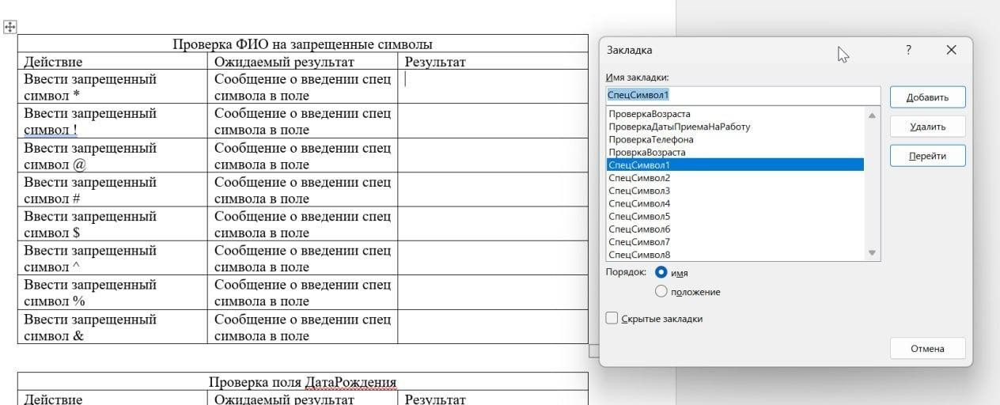 Проверка ФИО на запрещенные символы
Действие Ожидаемый результат Результат
Ввести запрещенный Сообщение о введении спец
символ * символа в поле
Ввести запрещенный Сообщение о введении спец
символ ! символа в поле
Ввести запрещенный Сообщение о введении спец
символ @ символа в поле
Ввести запрещенный Сообщение о введении спец
символ # символа в поле
Ввести запрещенный Сообщение о введении спец
символ $ символа в поле
Ввести запрещенный Сообщение о введении спец
символ ^ символа в поле
Ввести запрещенный Сообщение о введении спец
символ % символа в поле
Ввести запрещенный Сообщение о введении спец
символ & символа в поле
Проверка поля ДатаРождения
Действие Ожидаемый результат Результат
Закладка ?
Имя закладки:
СпецСимвол1
Добавить
ПроверкаВозраста
ПроверкаДатыПриемаНаРаботу
ПроверкаТелефона
ПровркаВозраста
СпецСимвол1
СпецСимвол2
СпецСимвол3
СпецСимвол4
СпецСимвол5
СпецСимвол6
СпецСимвол7
СпецСимвол8
Удалить
Перейти
Порядок: имя
положение
Скрытые закладки
Отмена